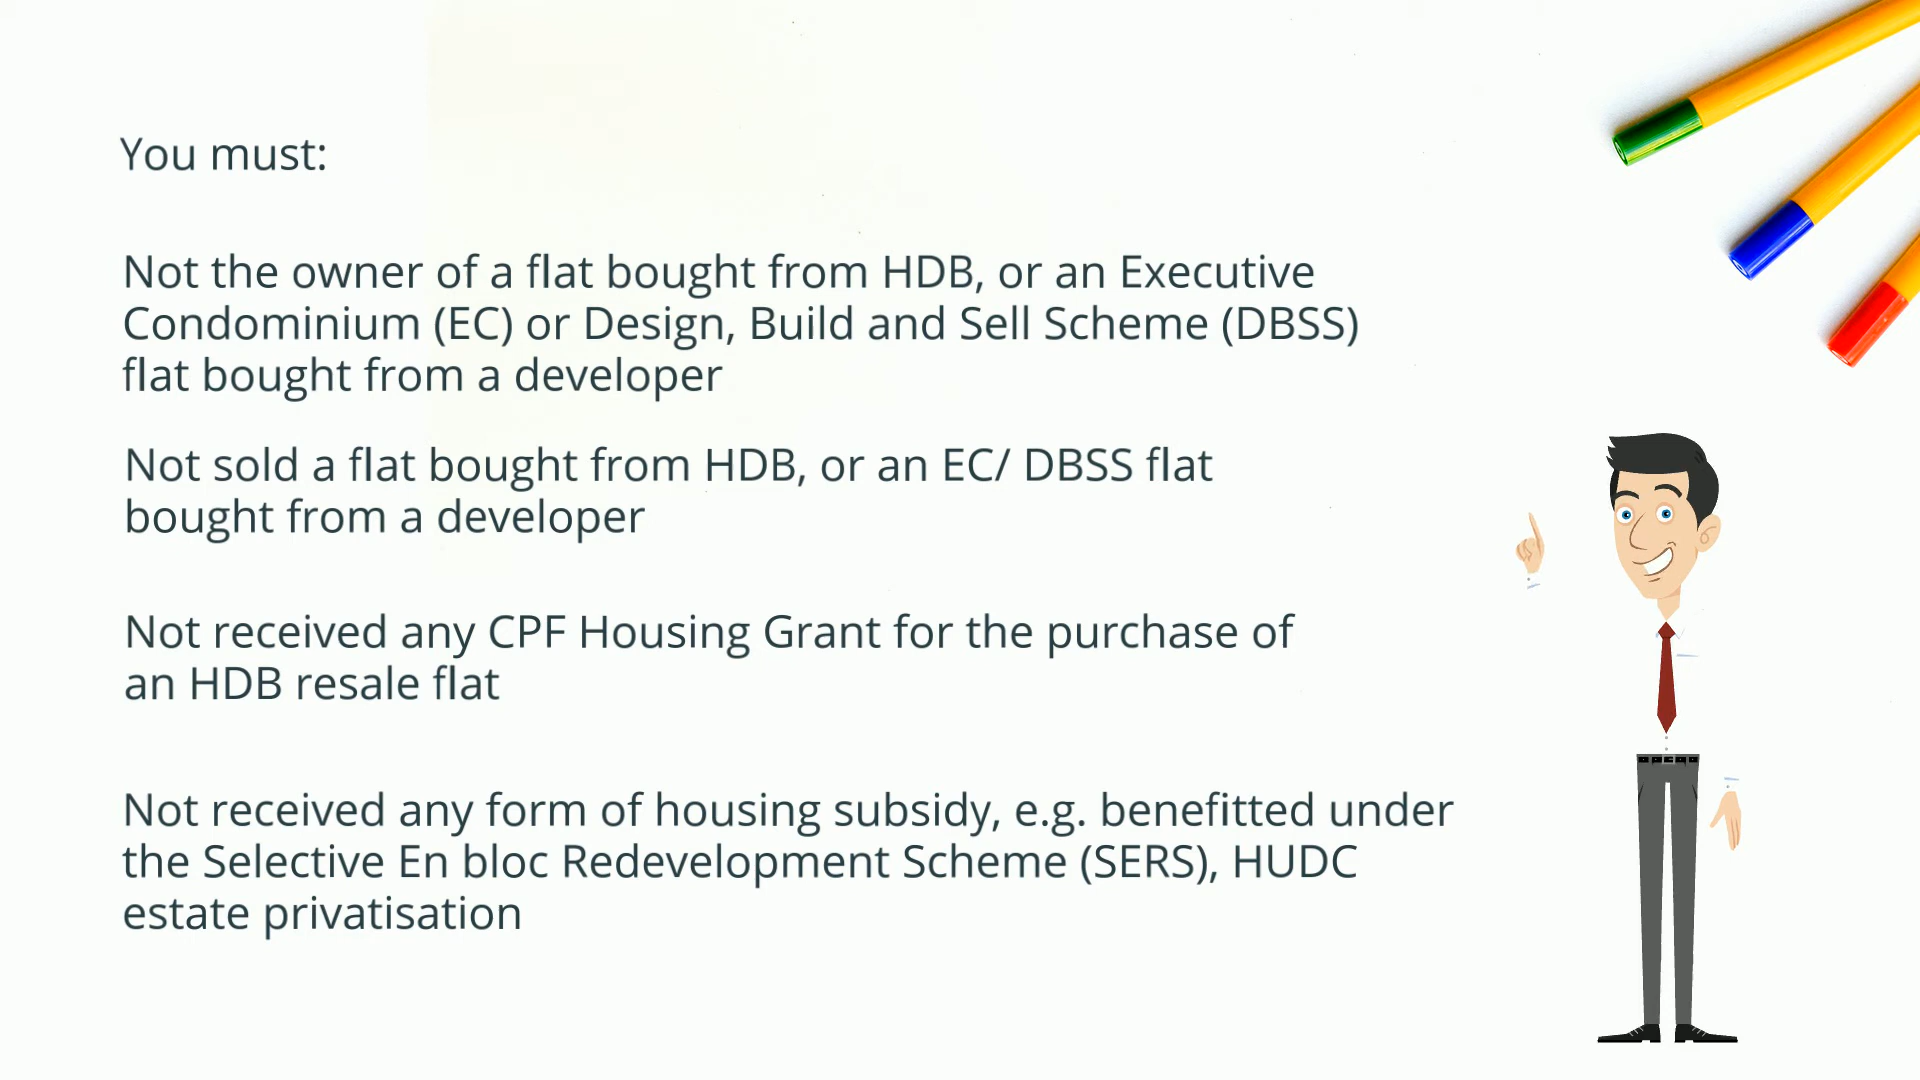 You must:
Not the owner of a flat bought from HDB, or an Executive
Condominium (EC) or Design, Build and Sell Scheme (DBSS)
flat bought from a developer
Not sold a flat bought from HDB, or an EC/ DBSS flat
bought from a developer
Not received any CPF Housing Grant for the purchase of
an HDB resale flat
Not received any form of housing subsidy, e.g. benefitted under
the Selective En bloc Redevelopment Scheme (SERS), HUDC
estate privatisation